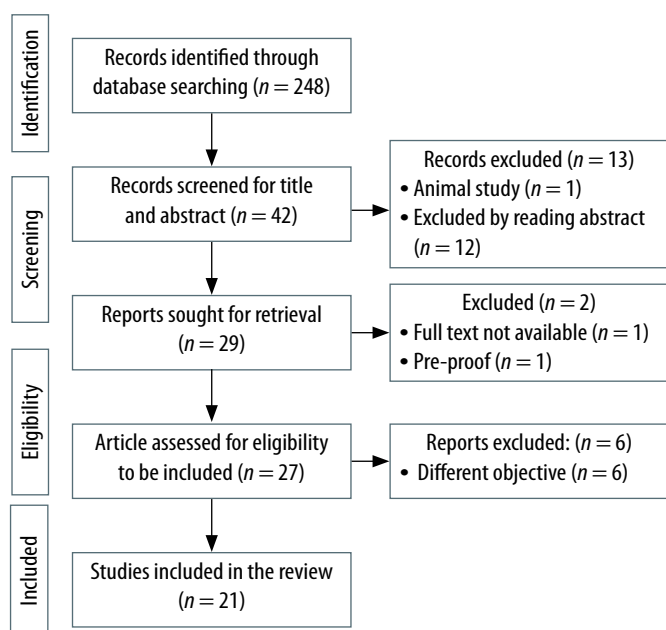 Identification
Records identified through
database searching (n = 248)
Screening
Records screened for title
and abstract (n = 42)
Records excluded (n = 13)
• Animal study (n = 1)
• Excluded by reading abstract
(n = 12)
Reports sought for retrieval
(n = 29)
Excluded (n = 2)
• Full text not available (n = 1)
• Pre-proof (n = 1)
Eligibility
Article assessed for eligibility
to be included (n = 27)
Reports excluded: (n = 6)
• Different objective (n = 6)
Included
Studies included in the review
(n = 21)